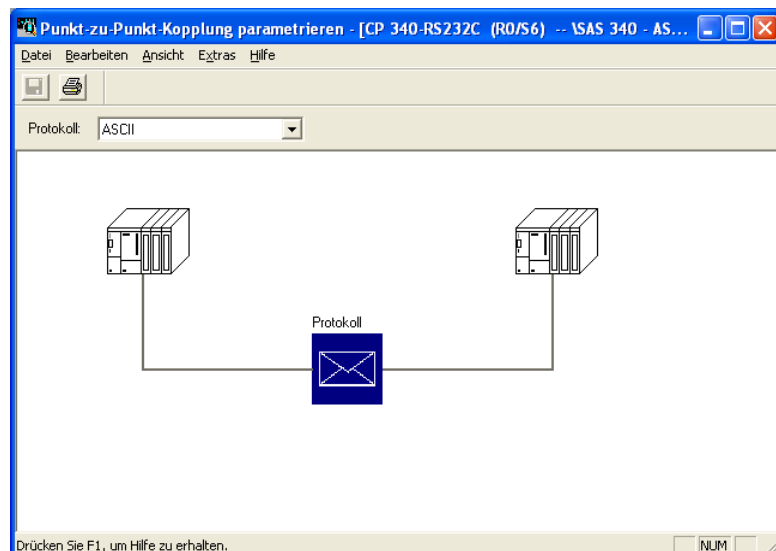 Punkt-zu-Punkt-Kopplung parametrieren - [CP 340-RS232C (R0/S6) -- \SAS 340 - AS...
Datei Bearbeiten Ansicht Extras Hilfe
Protokoll: ASCII
Protokoll
Drücken Sie F1, um Hilfe zu erhalten. NUM